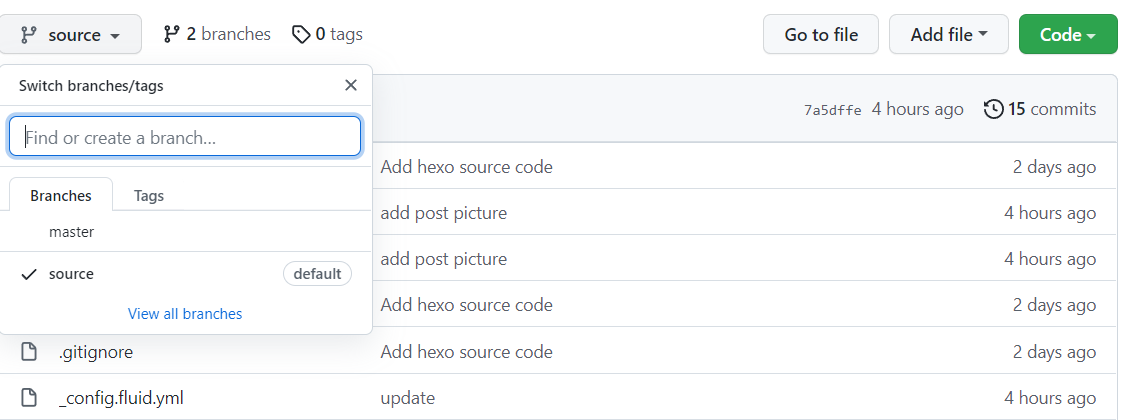 source 2 branches 0 tags Go to file Add file Code
Switch branches/tags
7a5dffe 4 hours ago 15 commits
Find or create a branch...
Add hexo source code 2 days ago
Branches Tags
add post picture 4 hours ago
master
add post picture 4 hours ago
source default
Add hexo source code 2 days ago
View all branches
.gitignore Add hexo source code 2 days ago
_config.fluid.yml update 4 hours ago